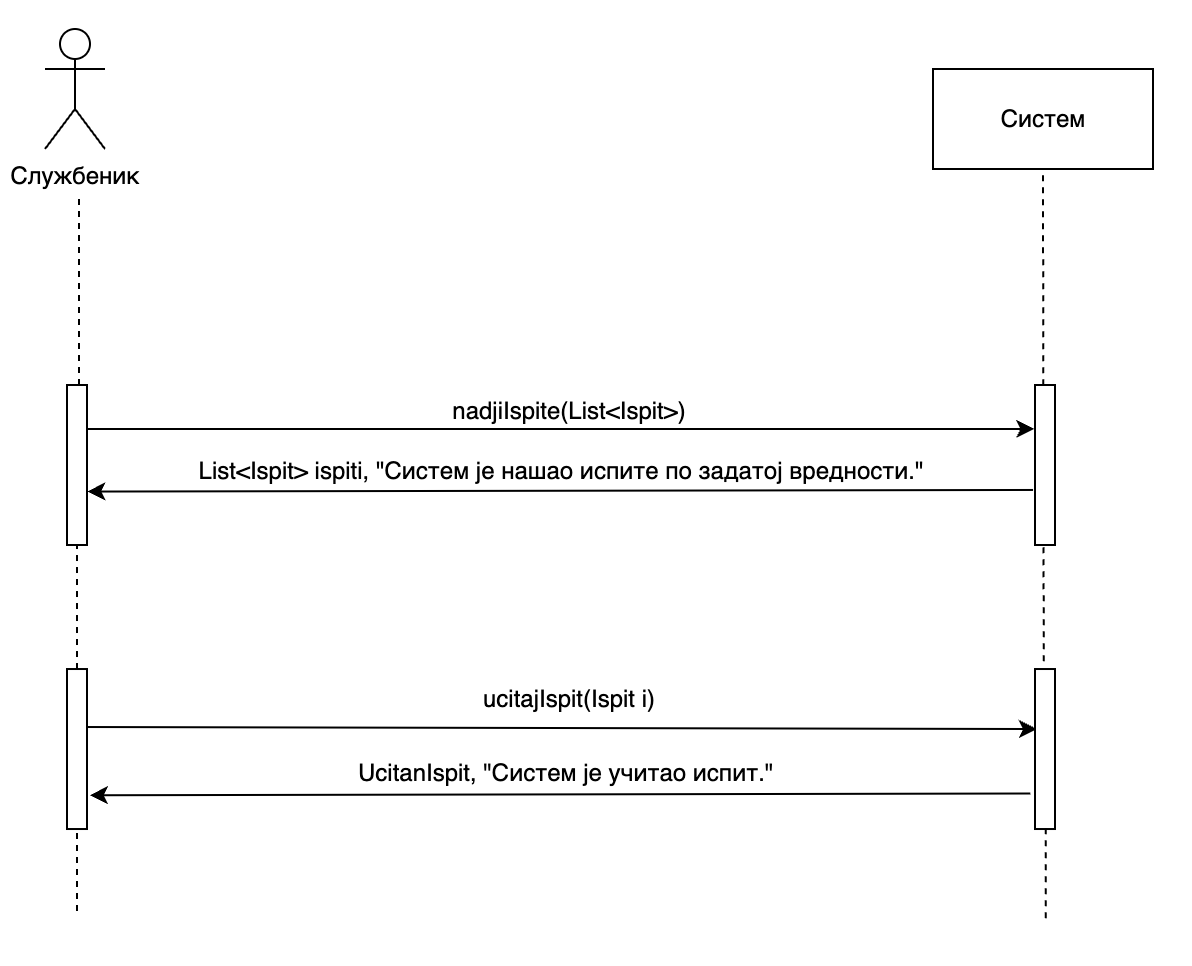 Службеник
Систем
nadjiIspite(List<Ispit>)
List<Ispit> ispiti, "Систем је нашао испите по задатој вредности."
ucitajIspit(Ispit i)
UcitanIspit, "Систем је учитао испит."